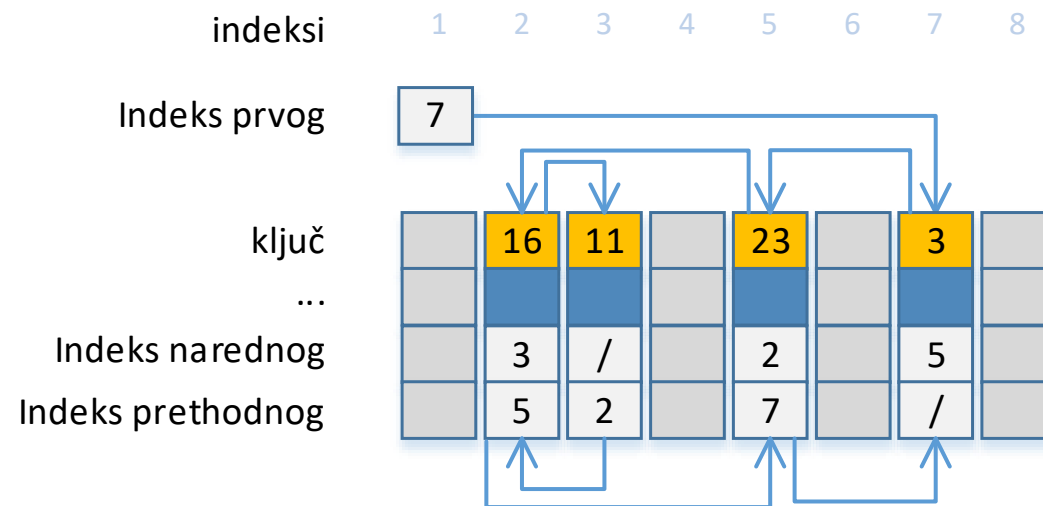 indeksi 1 2 3 4 5 6 7 8
Indeks prvog 7
ključ 16 11 23 3
...
Indeks narednog 3 / 2 5
Indeks prethodnog 5 2 7 /